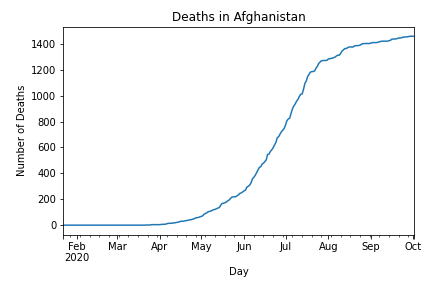 Deaths in Afghanistan
Number of Deaths
1400
1200
1000
800
600
400
200
0
Feb Mar Apr May Jun Jul Aug Sep Oct
2020
Day